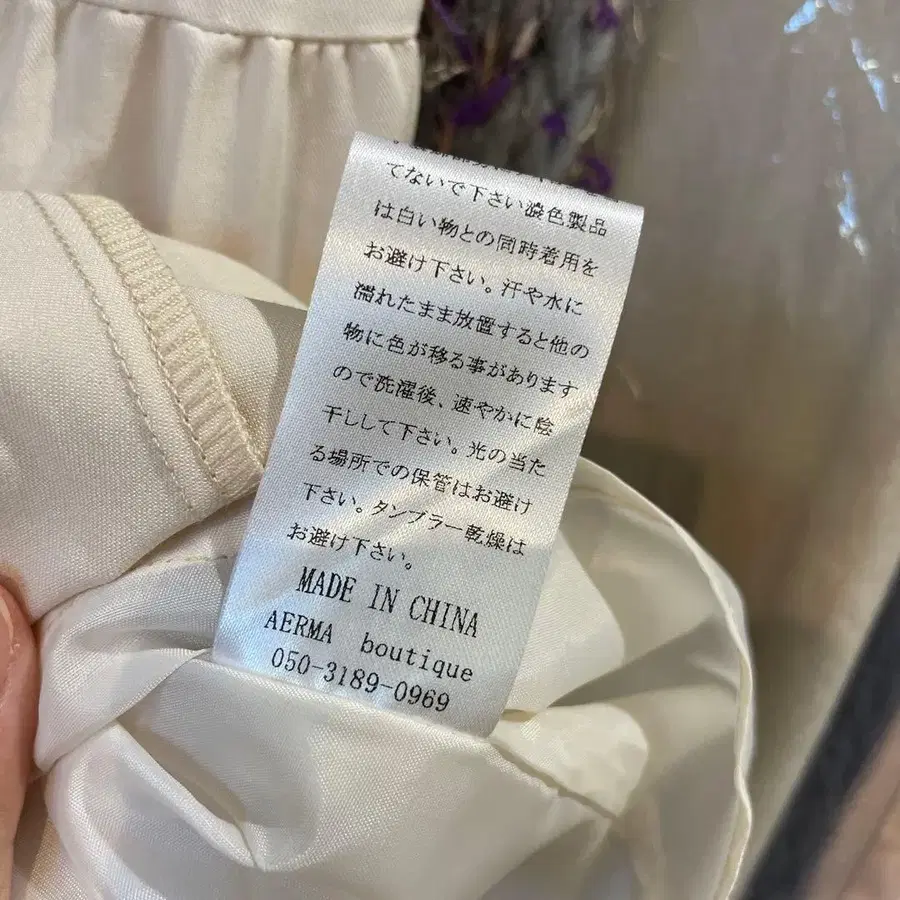 てないで下さい濃色製品
は白い物との同時着用を
お避け下さい。汗や水に
濡れたまま放置すると他の
物に色が移る事があります
ので洗濯後、速やかに陰
干しして下さい。光の当た
る場所での保管はお避け
下さい。タンブラー乾燥は
お避け下さい。
MADE IN CHINA
AERMA boutique
050-3189-0969